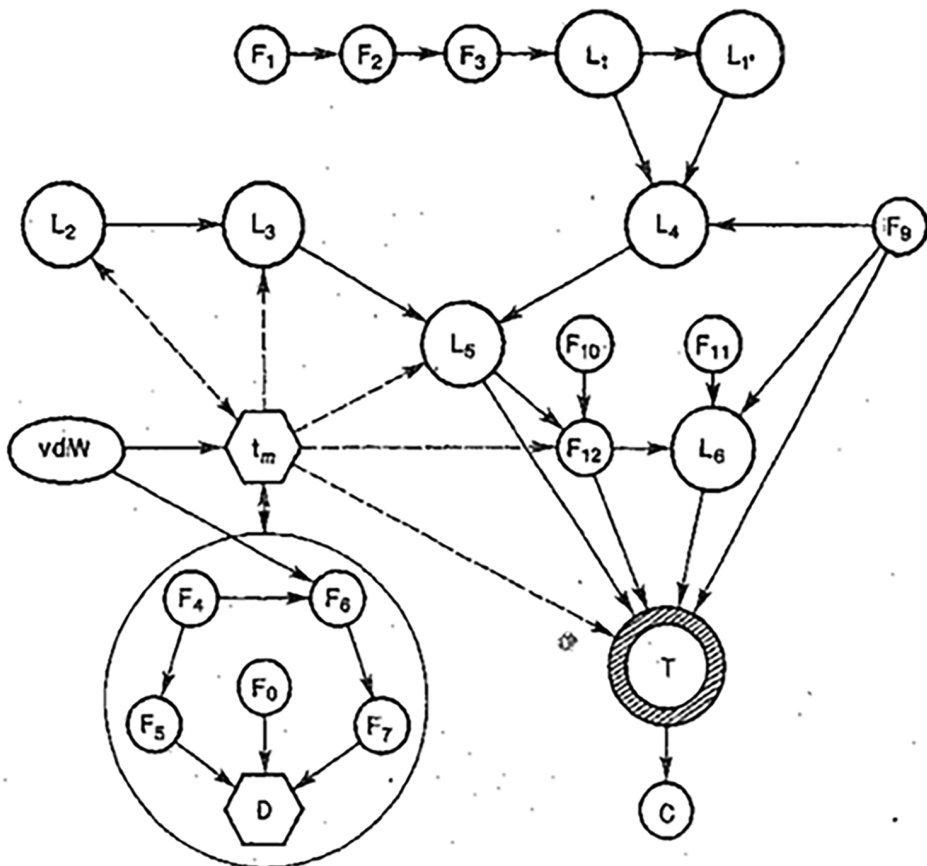 F₁ F₂ F₃ L₁ L₁'
L₂ L₃ L₄ F₉
L₅ F₁₀ F₁₁
vdW tₘ F₁₂ L₆
F₄ F₆
F₀ T
F₅ F₇
D C